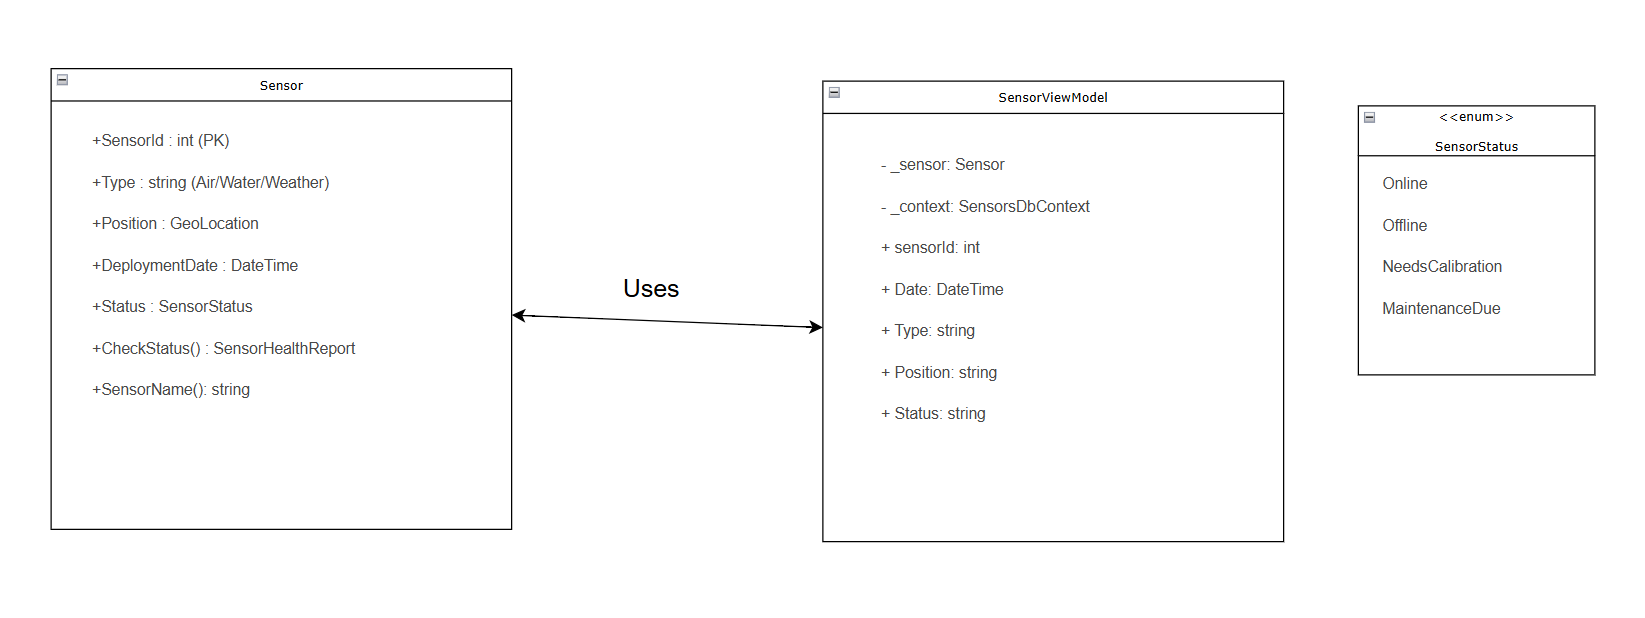 Sensor
+SensorId : int (PK)
+Type : string (Air/Water/Weather)
+Position : GeoLocation
+DeploymentDate : DateTime
+Status : SensorStatus
+CheckStatus() : SensorHealthReport
+SensorName(): string
Uses
SensorViewModel
- _sensor: Sensor
- _context: SensorsDbContext
+ sensorId: int
+ Date: DateTime
+ Type: string
+ Position: string
+ Status: string
<<enum>>
SensorStatus
Online
Offline
NeedsCalibration
MaintenanceDue